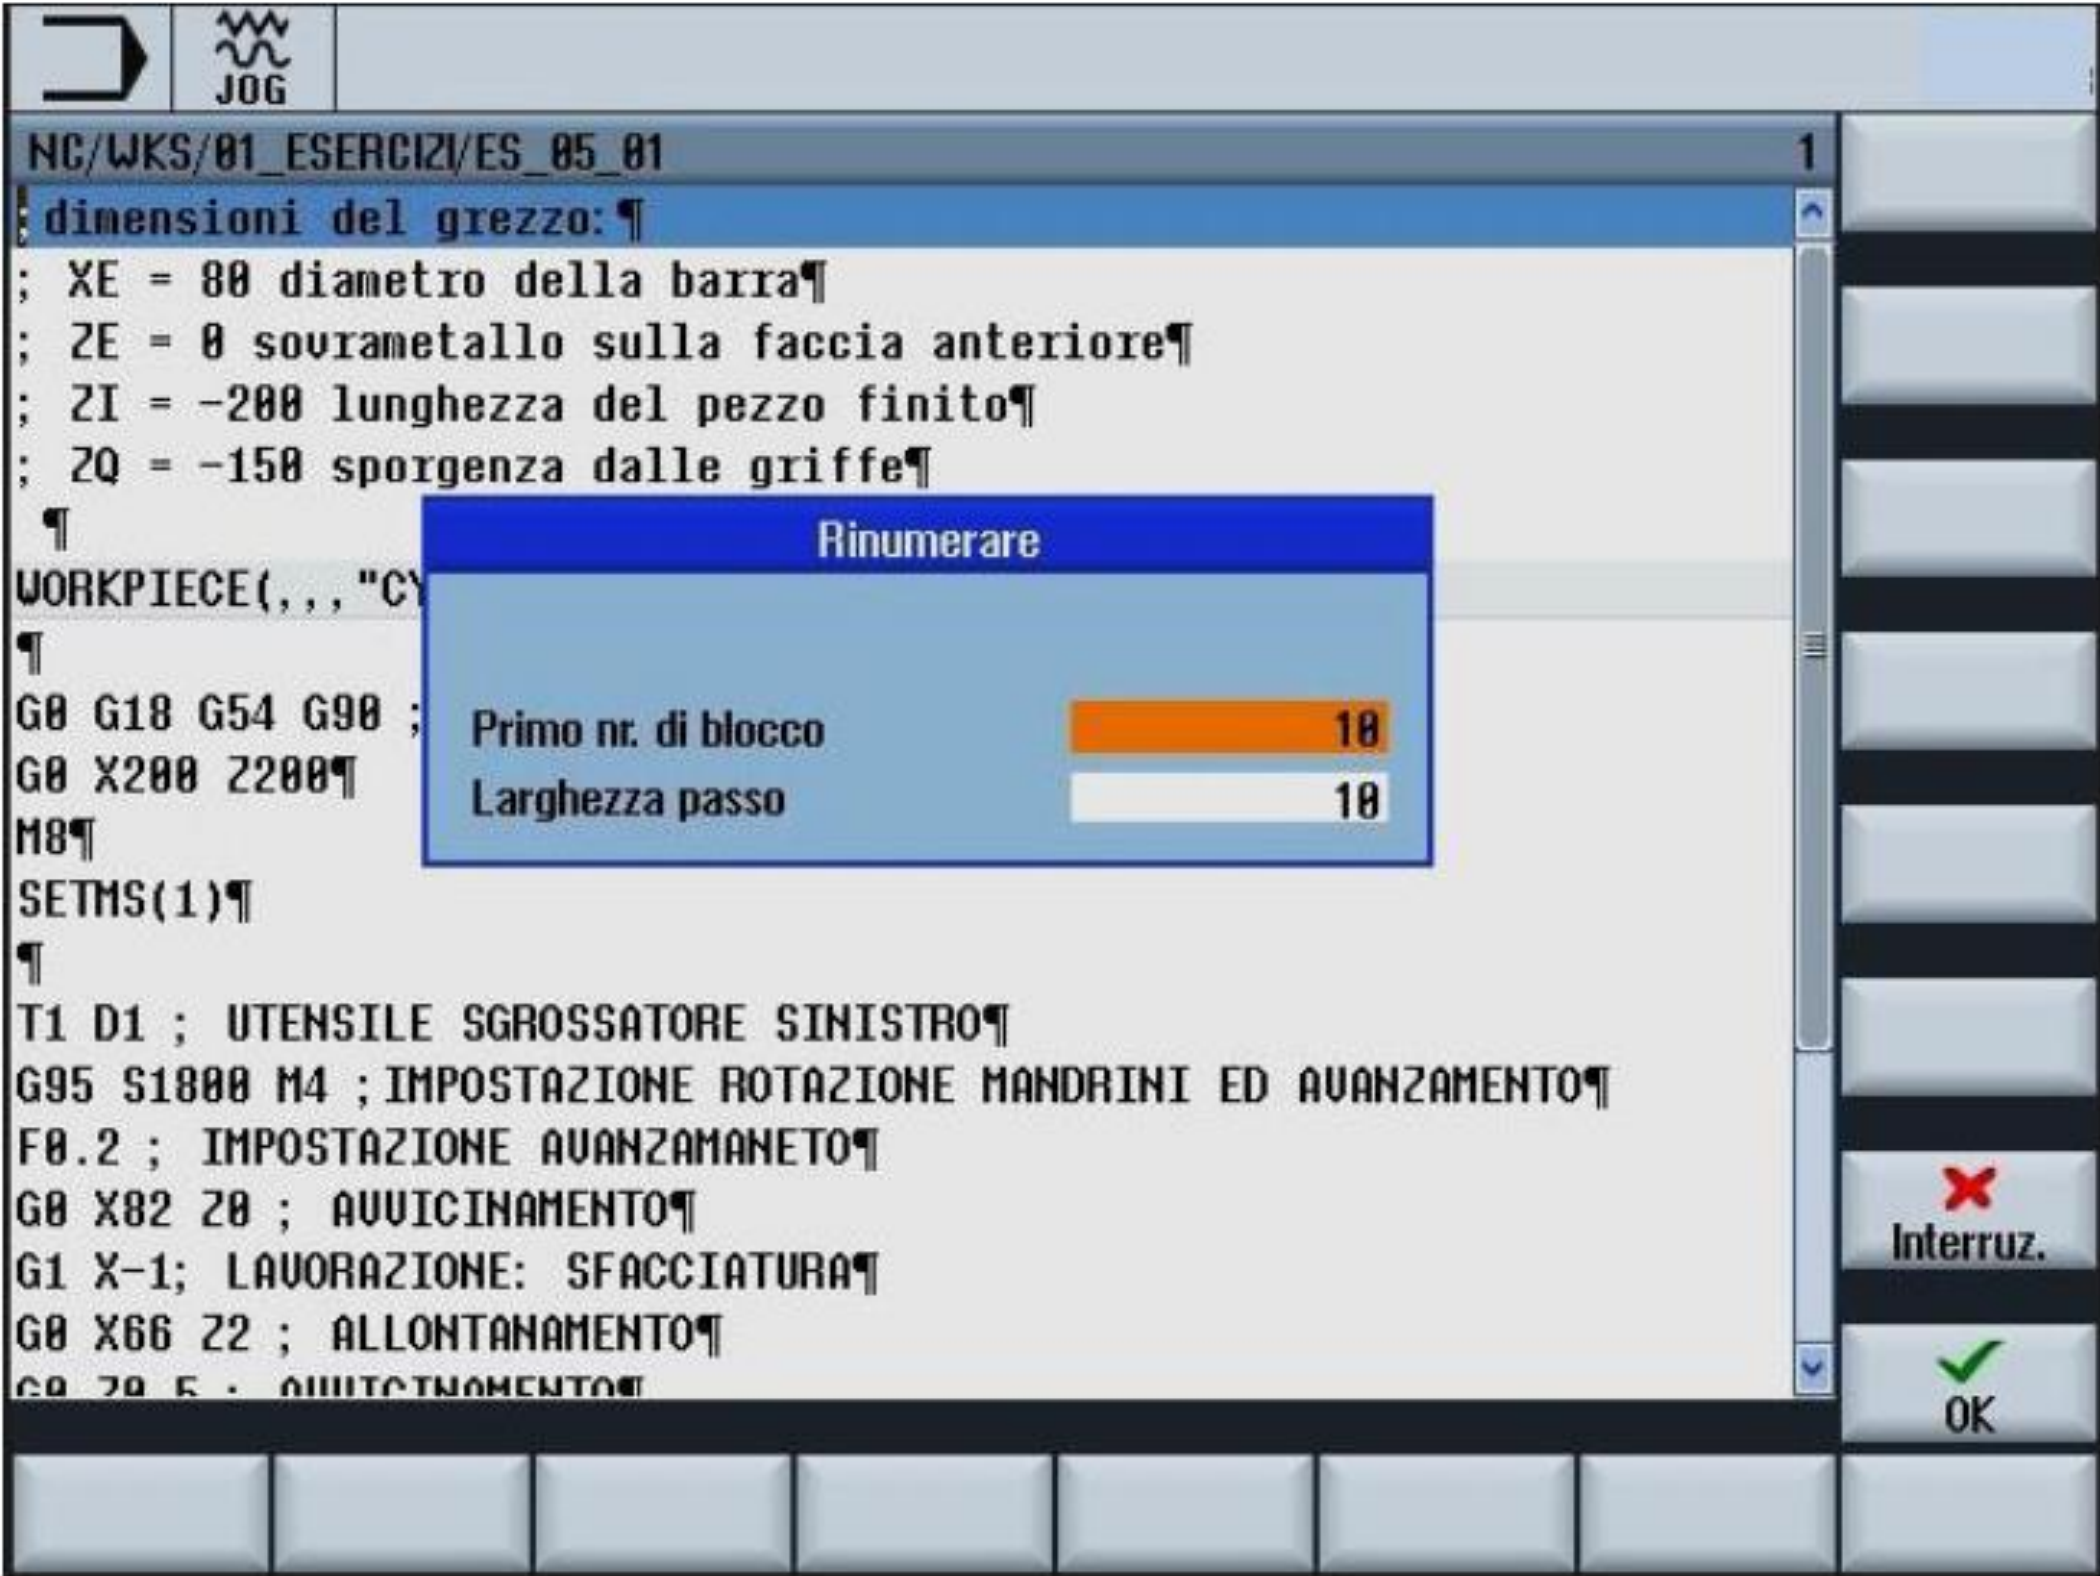 JOG
NC/WKS/01_ESERCIZI/ES_05_01 1
; dimensioni del grezzo:¶
; XE = 80 diametro della barra¶
; ZE = 0 sovrametallo sulla faccia anteriore¶
; ZI = -200 lunghezza del pezzo finito¶
; ZQ = -150 sporgenza dalle griffe¶
¶
WORKPIECE(,,,"CY
¶
G0 G18 G54 G90 ;
G0 X200 Z200¶
M8¶
SETMS(1)¶
¶
T1 D1 ; UTENSILE SGROSSATORE SINISTRO¶
G95 S1800 M4 ;IMPOSTAZIONE ROTAZIONE MANDRINI ED AVANZAMENTO¶
F0.2 ; IMPOSTAZIONE AVANZAMANETO¶
G0 X82 Z0 ; AVVICINAMENTO¶
G1 X-1; LAVORAZIONE: SFACCIATURA¶
G0 X66 Z2 ; ALLONTANAMENTO¶
G0 Z0.5 ; AVVICINAMENTO¶
Rinumerare
Primo nr. di blocco 10
Larghezza passo 10
Interruz.
OK